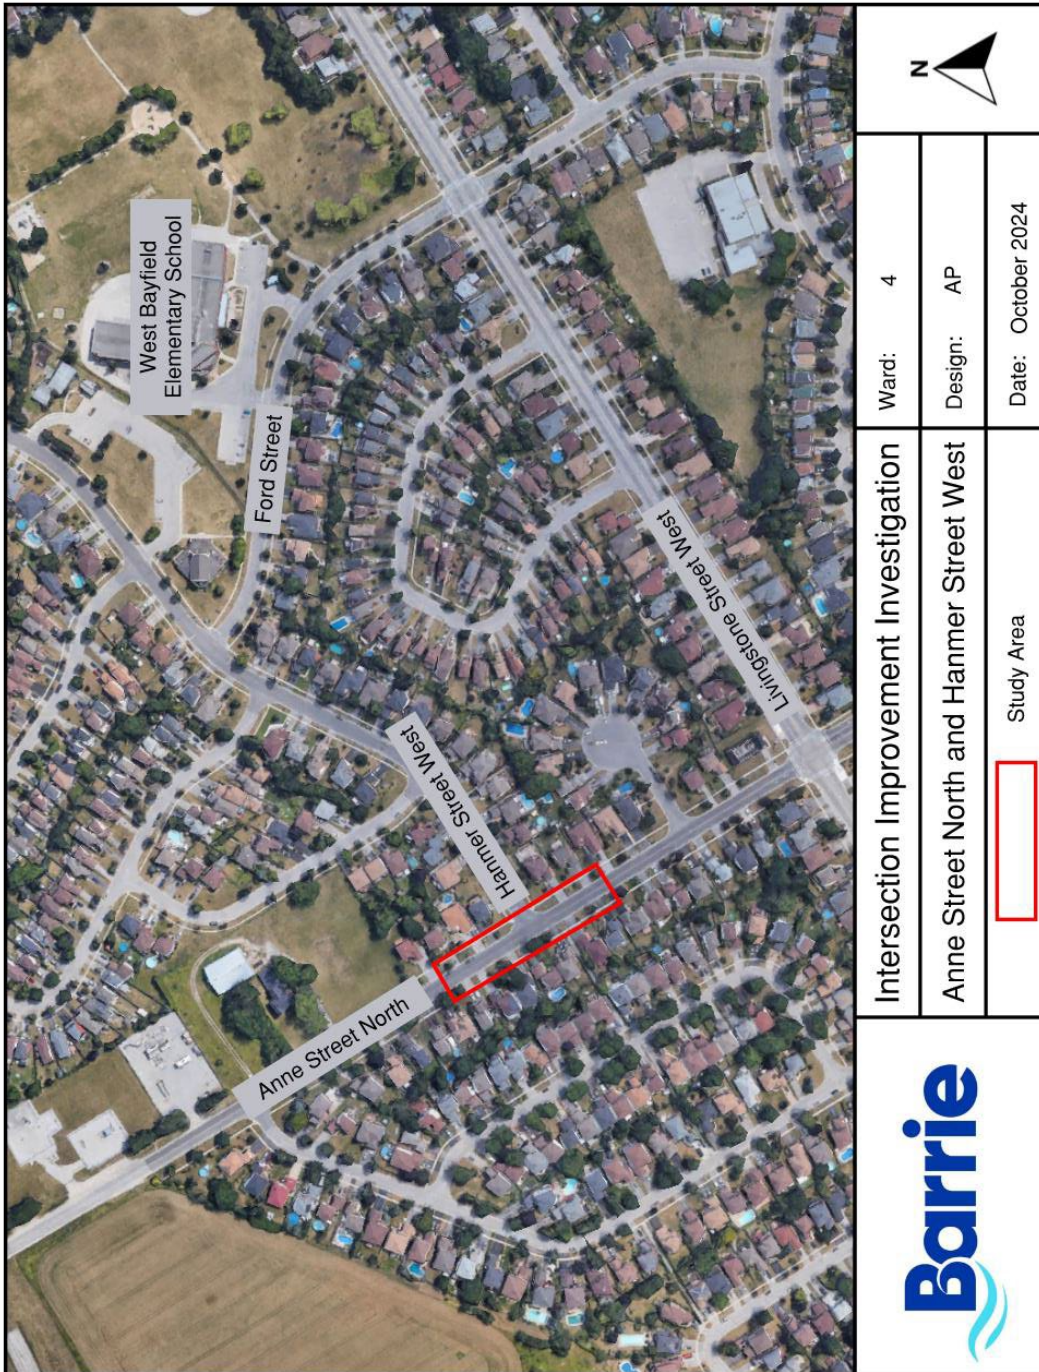 West Bayfield
Elementary School
Ford Street
Hanmer Street West
Livingstone Street West
Anne Street North
Barrie
Intersection Improvement Investigation
Anne Street North and Hanmer Street West
Study Area
Ward: 4
Design: AP
Date: October 2024
N